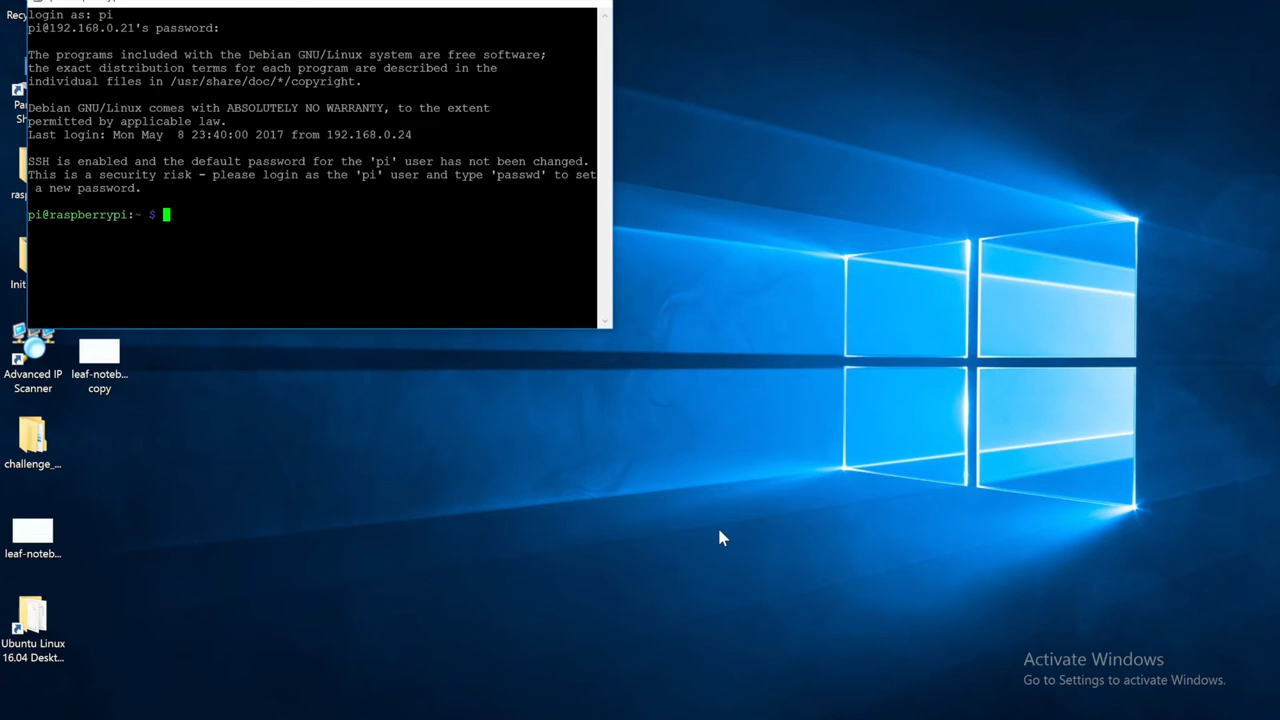 login as: pi
pi@192.168.0.21's password:
The programs included with the Debian GNU/Linux system are free software;
the exact distribution terms for each program are described in the
individual files in /usr/share/doc/*/copyright.
Debian GNU/Linux comes with ABSOLUTELY NO WARRANTY, to the extent
permitted by applicable law.
Last login: Mon May  8 23:40:00 2017 from 192.168.0.24
SSH is enabled and the default password for the 'pi' user has not been changed.
This is a security risk - please login as the 'pi' user and type 'passwd' to set
a new password.
pi@raspberrypi:~ $
Recy
Pa
Sh
rasp
Init
Advanced IP
Scanner
leaf-noteb...
copy
challenge_...
leaf-noteb...
Ubuntu Linux
16.04 Deskt...
Activate Windows
Go to Settings to activate Windows.